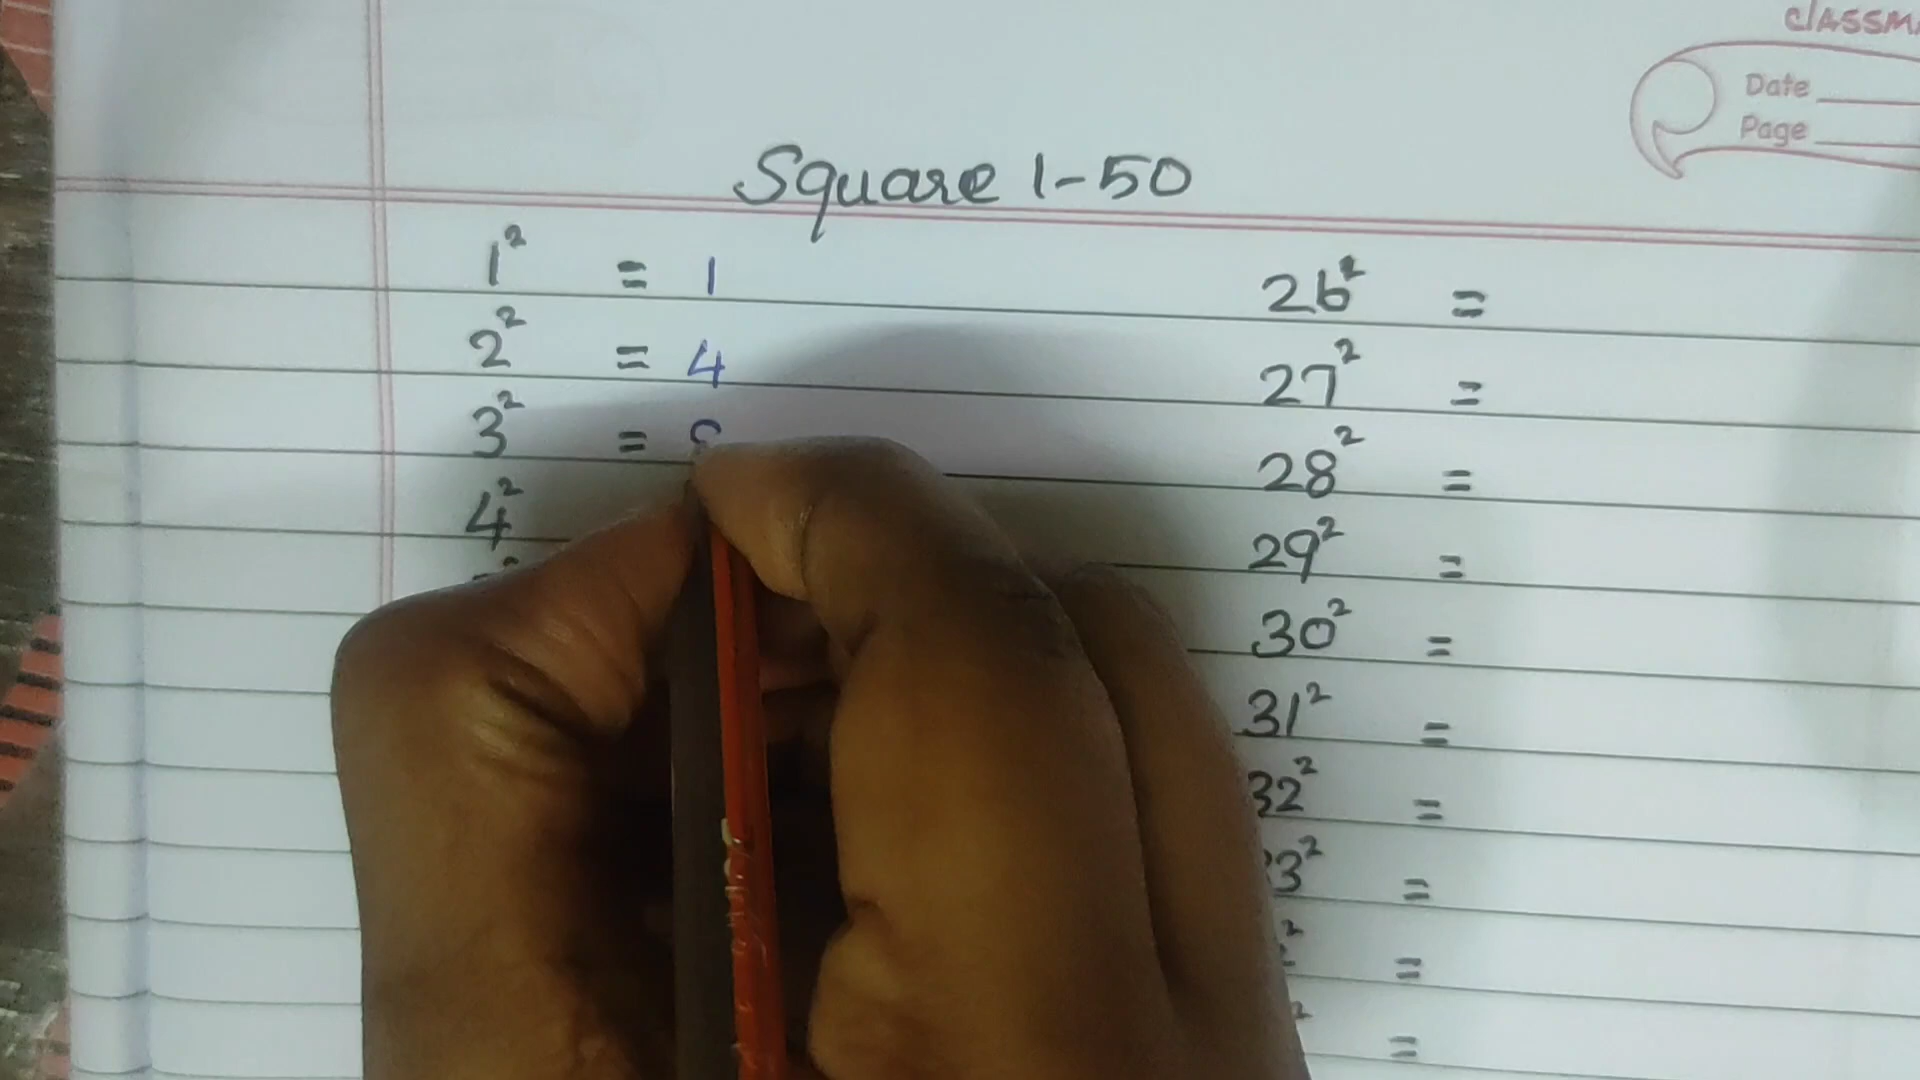 classm
Date
Page
Square 1-50
1² = 1
2² = 4
3² =
4²
26² =
27² =
28² =
29² =
30² =
31² =
32² =
=
=
=